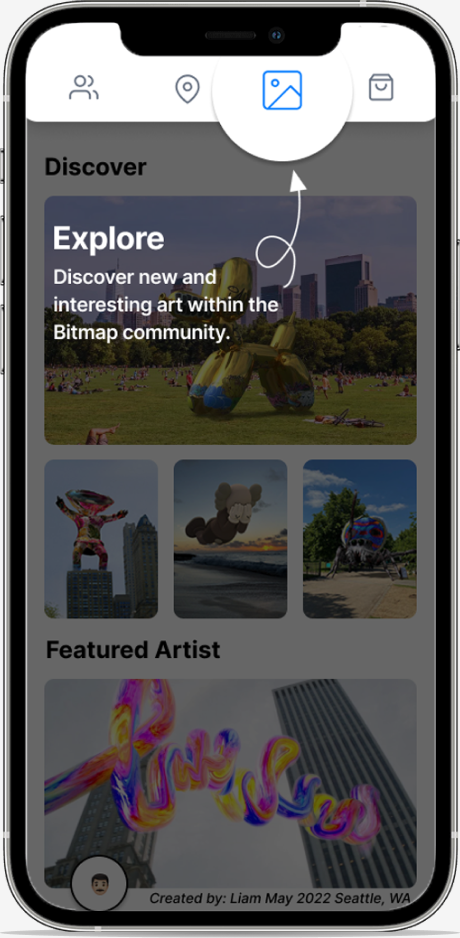 Discover
Explore
Discover new and
interesting art within the
Bitmap community.
Featured Artist
Created by: Liam May 2022 Seattle, WA